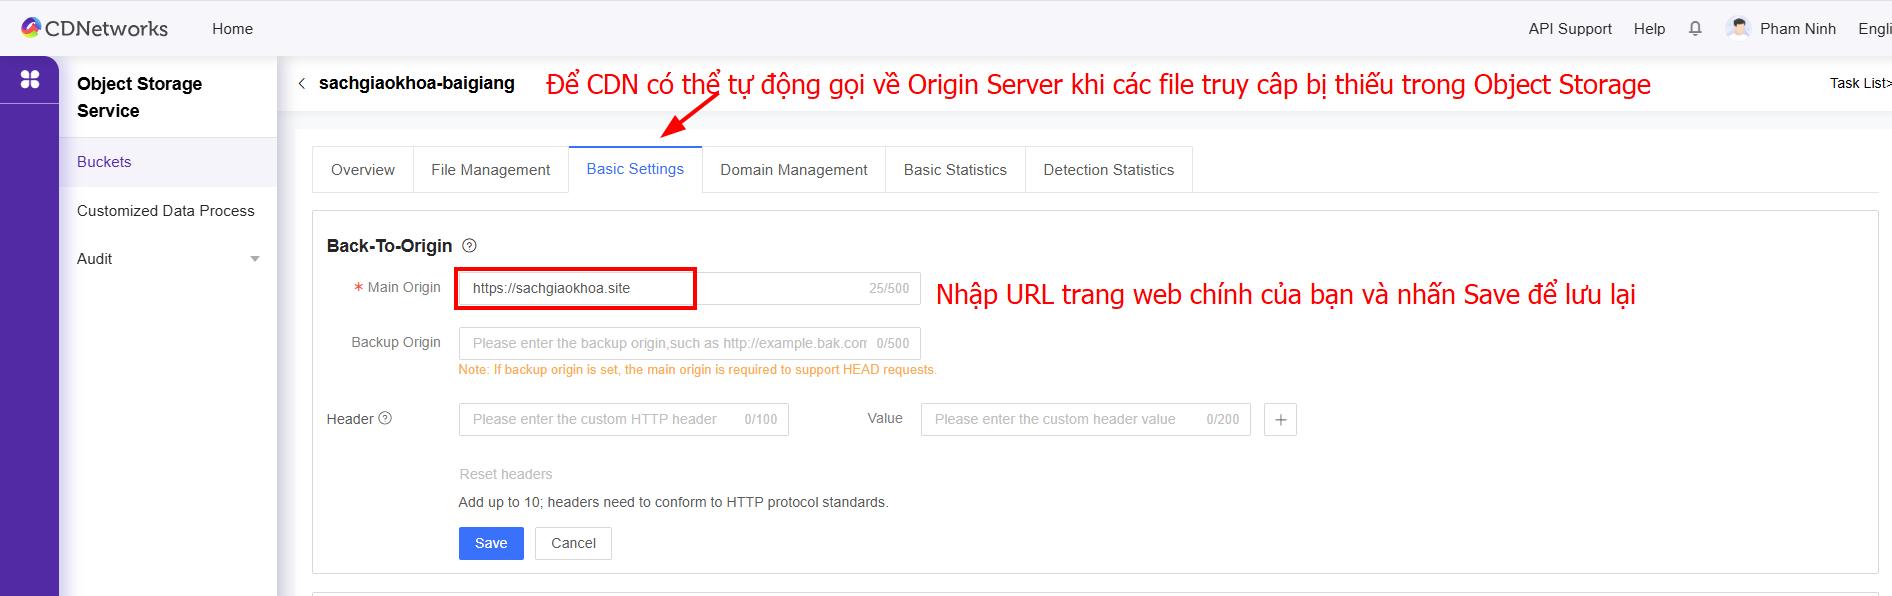 CDNetworks Home API Support Help Pham Ninh Engli
Object Storage
Service
Buckets
Customized Data Process
Audit
sachgiaokhoa-baigiang Để CDN có thể tự động gọi về Origin Server khi các file truy câp bị thiếu trong Object Storage Task List>
Overview File Management Basic Settings Domain Management Basic Statistics Detection Statistics
Back-To-Origin ?
* Main Origin https://sachgiaokhoa.site 25/500 Nhập URL trang web chính của bạn và nhấn Save để lưu lại
Backup Origin Please enter the backup origin,such as http://example.bak.com 0/500
Note: If backup origin is set, the main origin is required to support HEAD requests.
Header ? Please enter the custom HTTP header 0/100 Value Please enter the custom header value 0/200 +
Reset headers
Add up to 10; headers need to conform to HTTP protocol standards.
Save Cancel